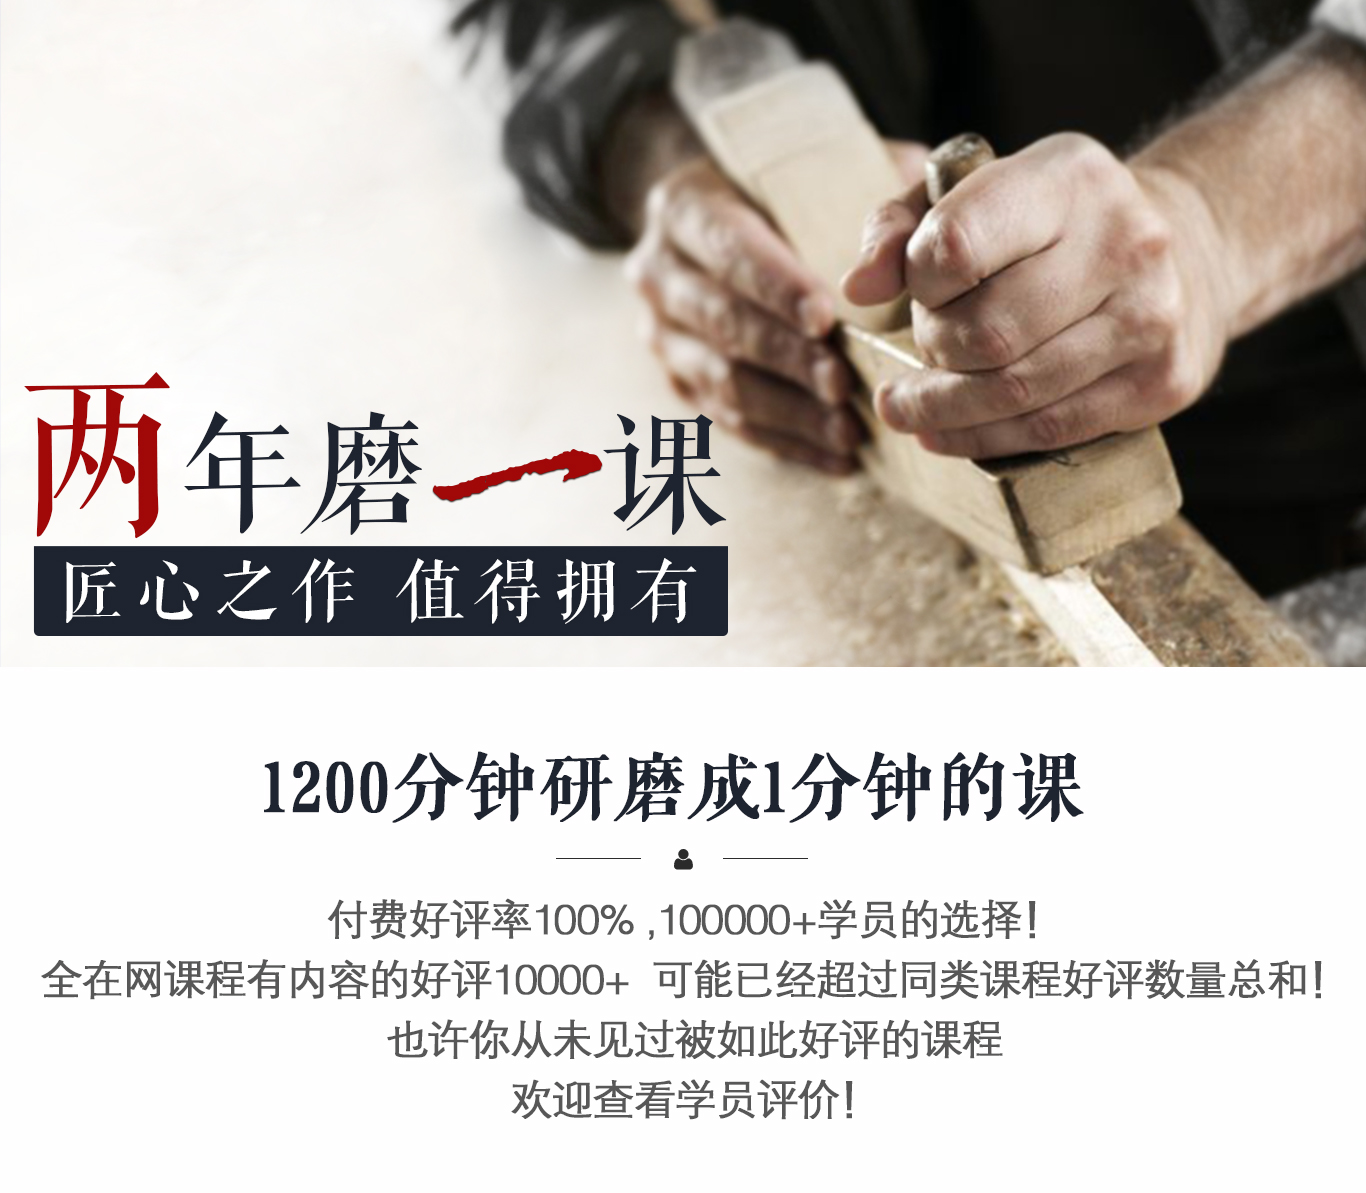 两年磨一课
匠心之作 值得拥有
1200分钟研磨成1分钟的课
付费好评率100% ,100000+学员的选择!
全在网课程有内容的好评10000+ 可能已经超过同类课程好评数量总和!
也许你从未见过被如此好评的课程
欢迎查看学员评价!